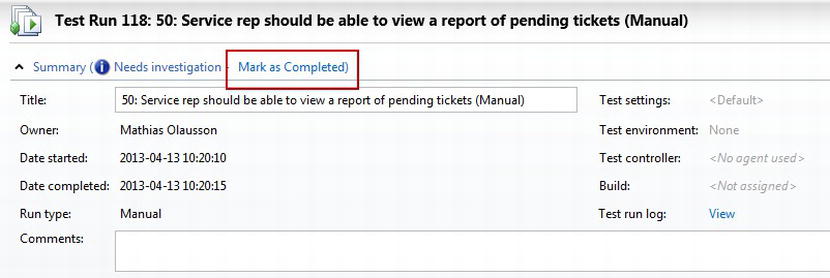 Test Run 118: 50: Service rep should be able to view a report of pending tickets (Manual)
Summary (Needs investigation - Mark as Completed)
Title: 50: Service rep should be able to view a report of pending tickets (Manual) Test settings: <Default>
Owner: Mathias Olausson Test environment: None
Date started: 2013-04-13 10:20:10 Test controller: <No agent used>
Date completed: 2013-04-13 10:20:15 Build: <Not assigned>
Run type: Manual Test run log: View
Comments: